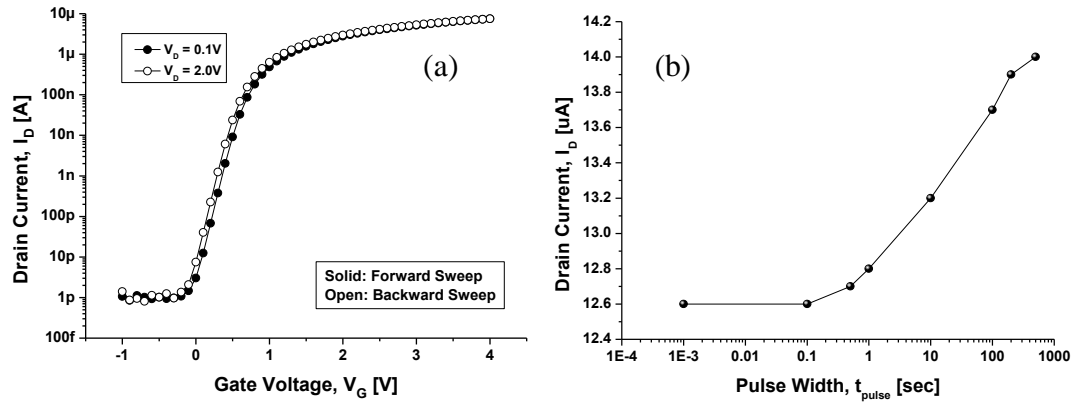 10µ
1µ
100n
10n
1n
100p
10p
1p
100f
Drain Current, I_D [A]
V_D = 0.1V
V_D = 2.0V
(a)
Solid: Forward Sweep
Open: Backward Sweep
-1 0 1 2 3 4
Gate Voltage, V_G [V]
14.2
14.0
13.8
13.6
13.4
13.2
13.0
12.8
12.6
12.4
Drain Current, I_D [uA]
(b)
1E-4 1E-3 0.01 0.1 1 10 100 1000
Pulse Width, t_pulse [sec]